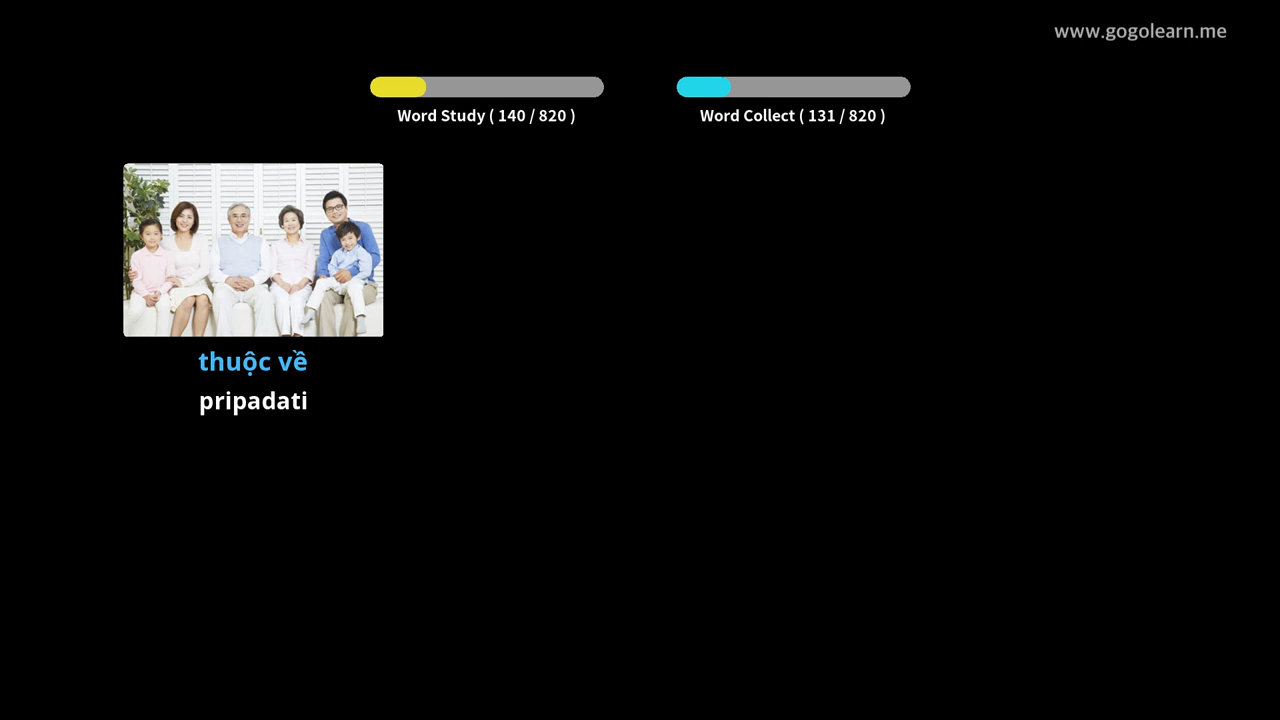 www.gogolearn.me
Word Study ( 140 / 820 )
Word Collect ( 131 / 820 )
thuộc về
pripadati